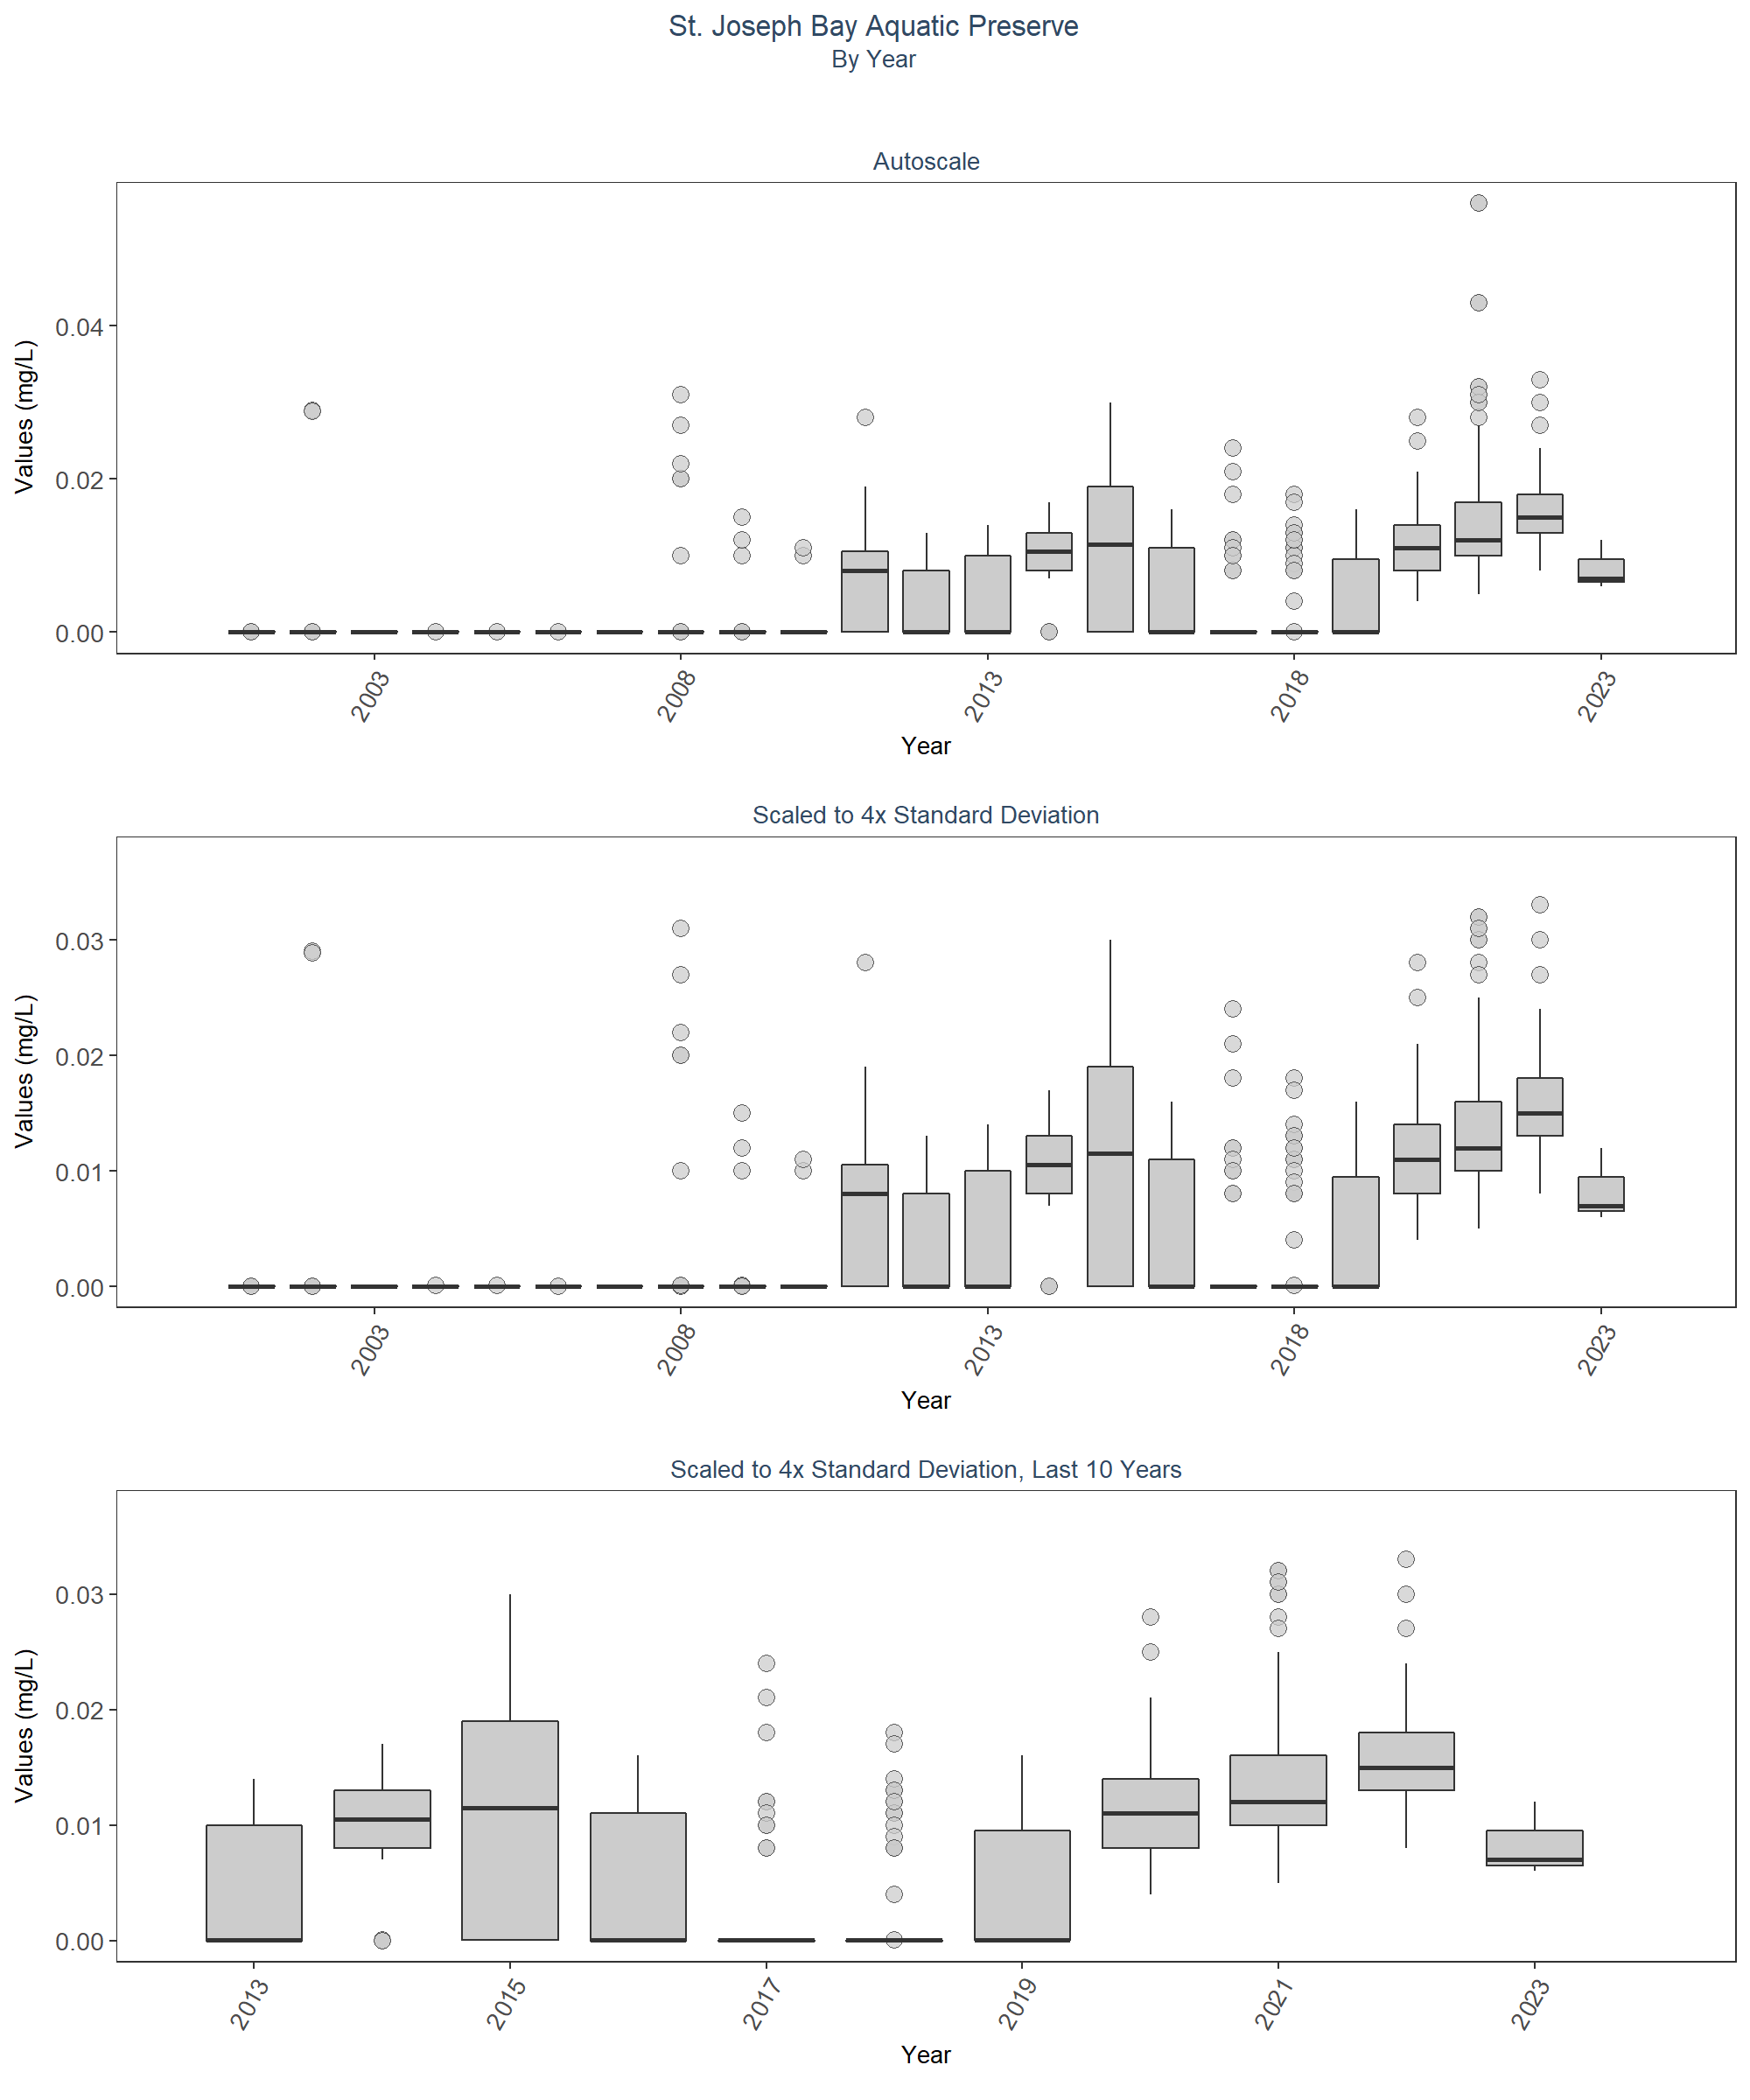 St. Joseph Bay Aquatic Preserve
By Year
Autoscale
Values (mg/L)
0.04
0.02
0.00
2003
2008
2013
2018
2023
Year
Scaled to 4x Standard Deviation
Values (mg/L)
0.03
0.02
0.01
0.00
2003
2008
2013
2018
2023
Year
Scaled to 4x Standard Deviation, Last 10 Years
Values (mg/L)
0.03
0.02
0.01
0.00
2013
2015
2017
2019
2021
2023
Year